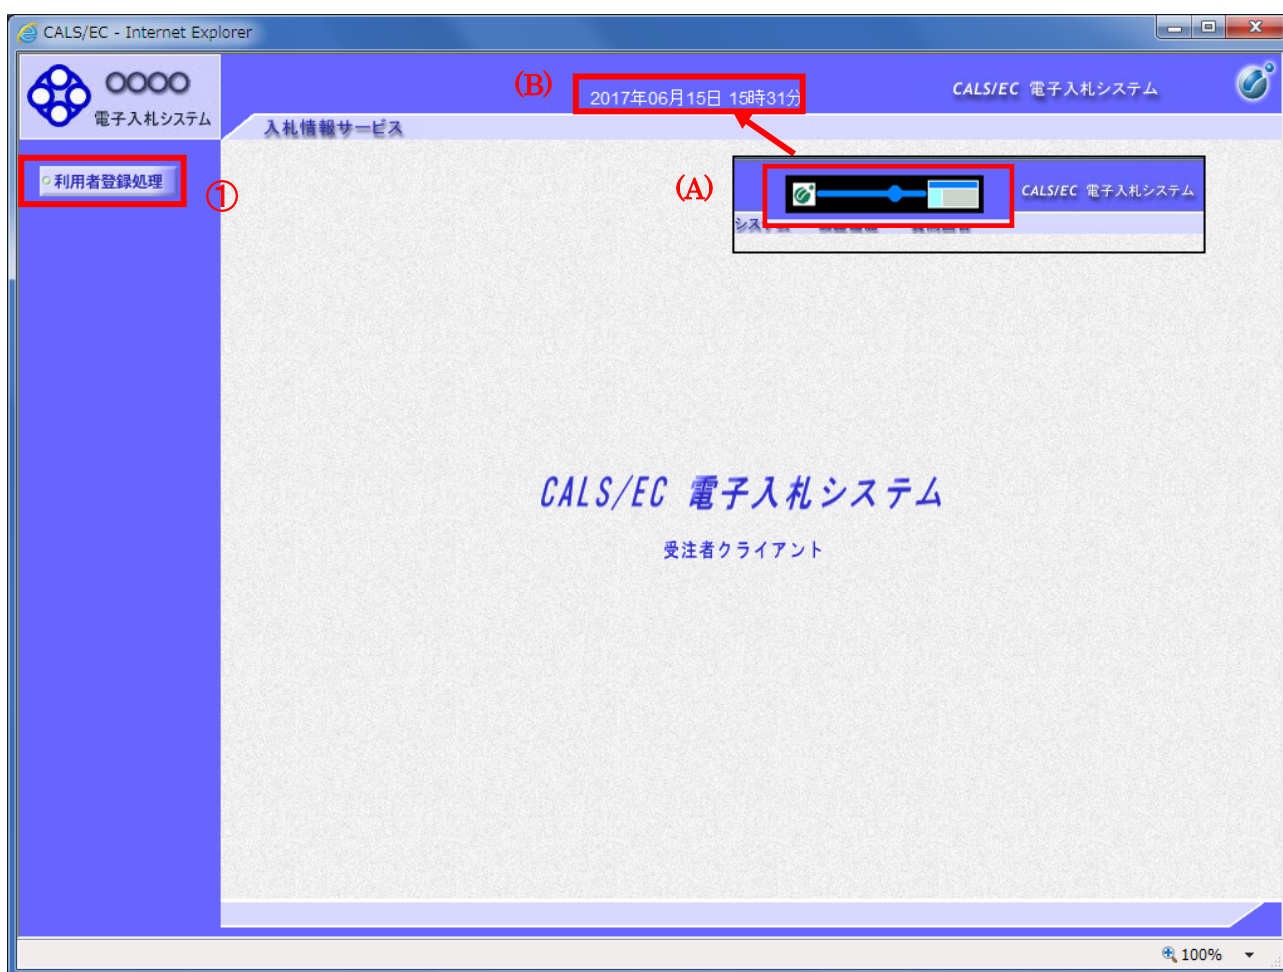 CALS/EC - Internet Explorer
○○○○
電子入札システム
(B)
2017年06月15日 15時31分
CALS/EC 電子入札システム
入札情報サービス
利用者登録処理
①
(A)
CALS/EC 電子入札システム
CALS/EC 電子入札システム
受注者クライアント
100%